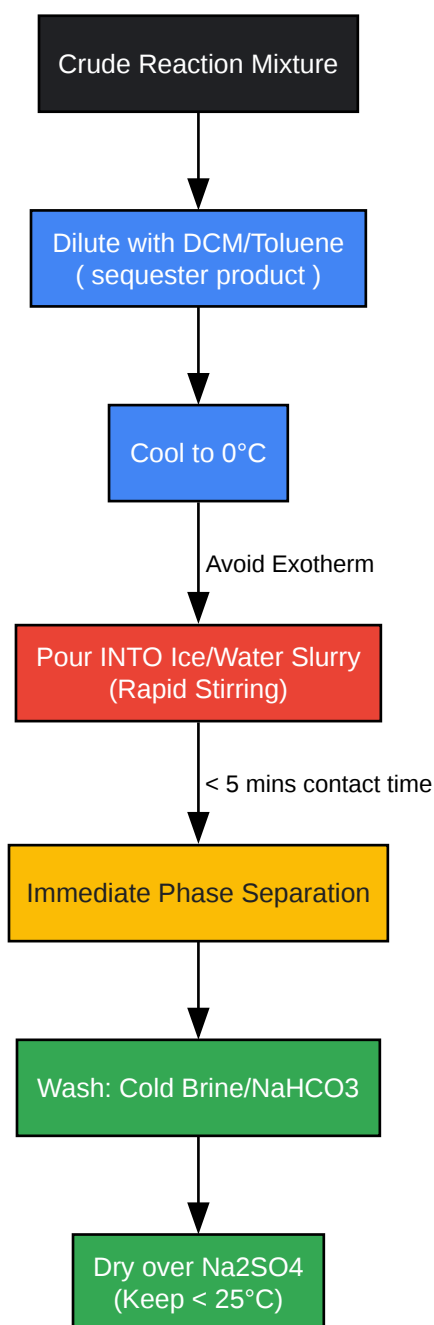 Crude Reaction Mixture
Dilute with DCM/Toluene
( sequester product )
Cool to 0°C
Avoid Exotherm
Pour INTO Ice/Water Slurry
(Rapid Stirring)
< 5 mins contact time
Immediate Phase Separation
Wash: Cold Brine/NaHCO3
Dry over Na2SO4
(Keep < 25°C)